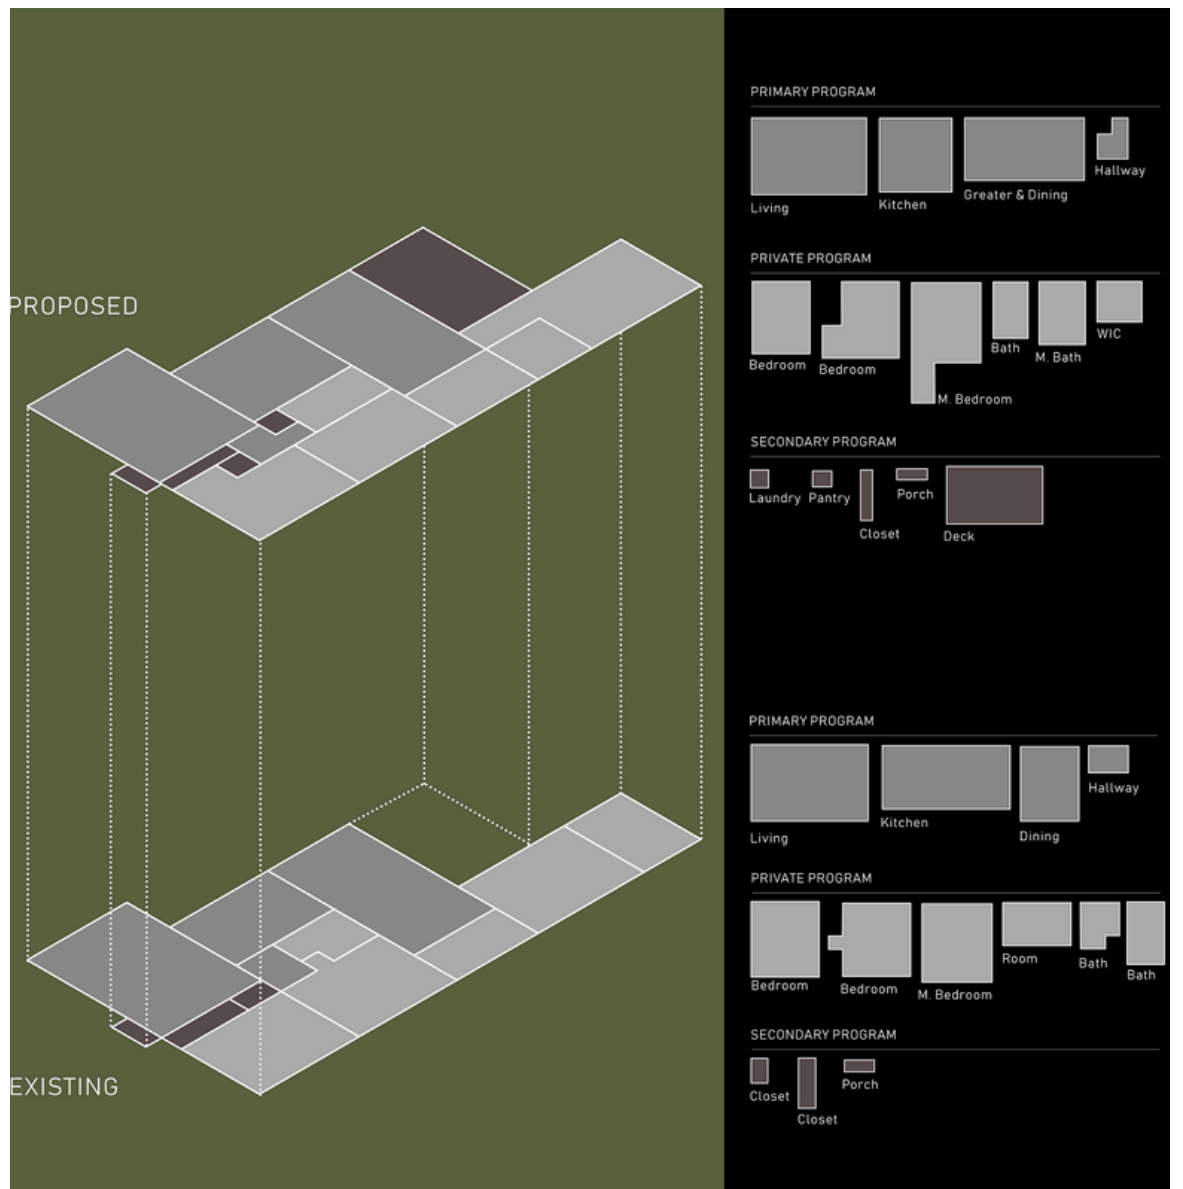 PROPOSED
EXISTING
PRIMARY PROGRAM
Living
Kitchen
Greater & Dining
Hallway
PRIVATE PROGRAM
Bedroom
Bedroom
M. Bedroom
Bath
M. Bath
WIC
SECONDARY PROGRAM
Laundry
Pantry
Closet
Porch
Deck
PRIMARY PROGRAM
Living
Kitchen
Dining
Hallway
PRIVATE PROGRAM
Bedroom
Bedroom
M. Bedroom
Room
Bath
Bath
SECONDARY PROGRAM
Closet
Closet
Porch